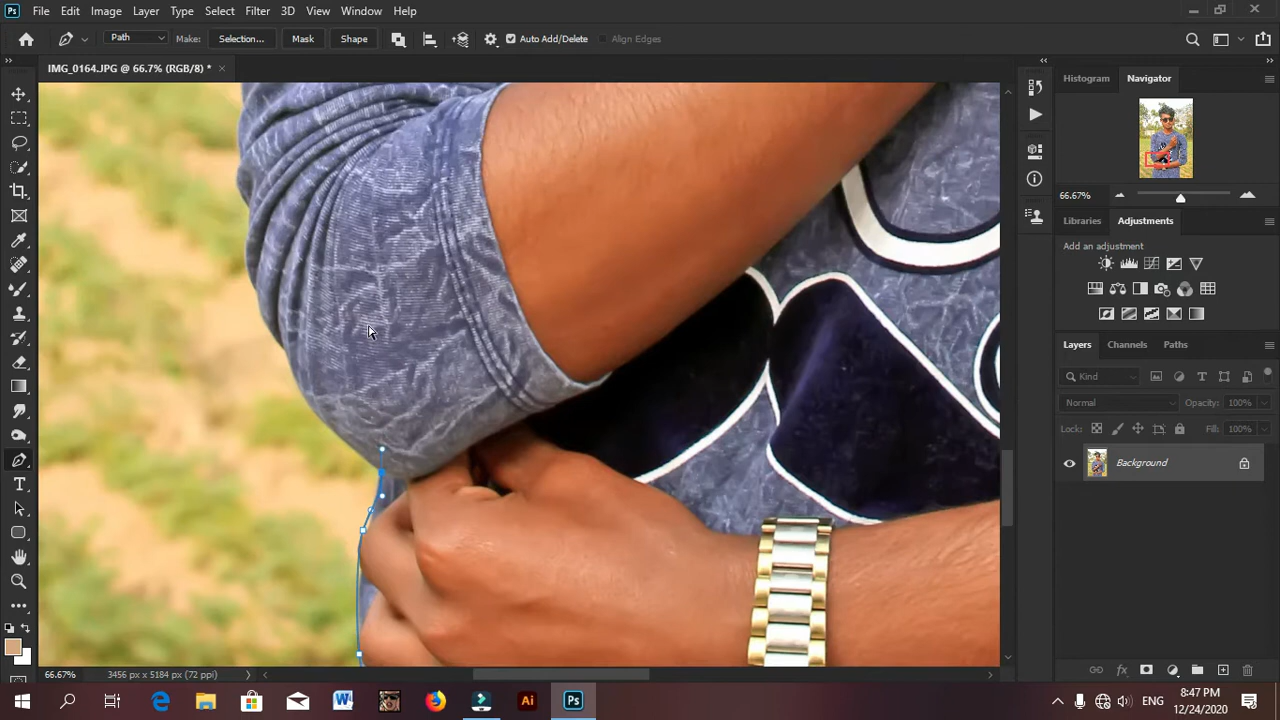 Ps File Edit Image Layer Type Select Filter 3D View Window Help
Path Make: Selection... Mask Shape Auto Add/Delete Align Edges
IMG_0164.JPG @ 66.7% (RGB/8) * ×
Histogram Navigator
66.67%
Libraries Adjustments
Add an adjustment
Layers Channels Paths
Kind
Normal Opacity: 100%
Lock: Fill: 100%
Background
66.67% 3456 px x 5184 px (72 ppi)
W Ai Ps ENG 8:47 PM
12/24/2020